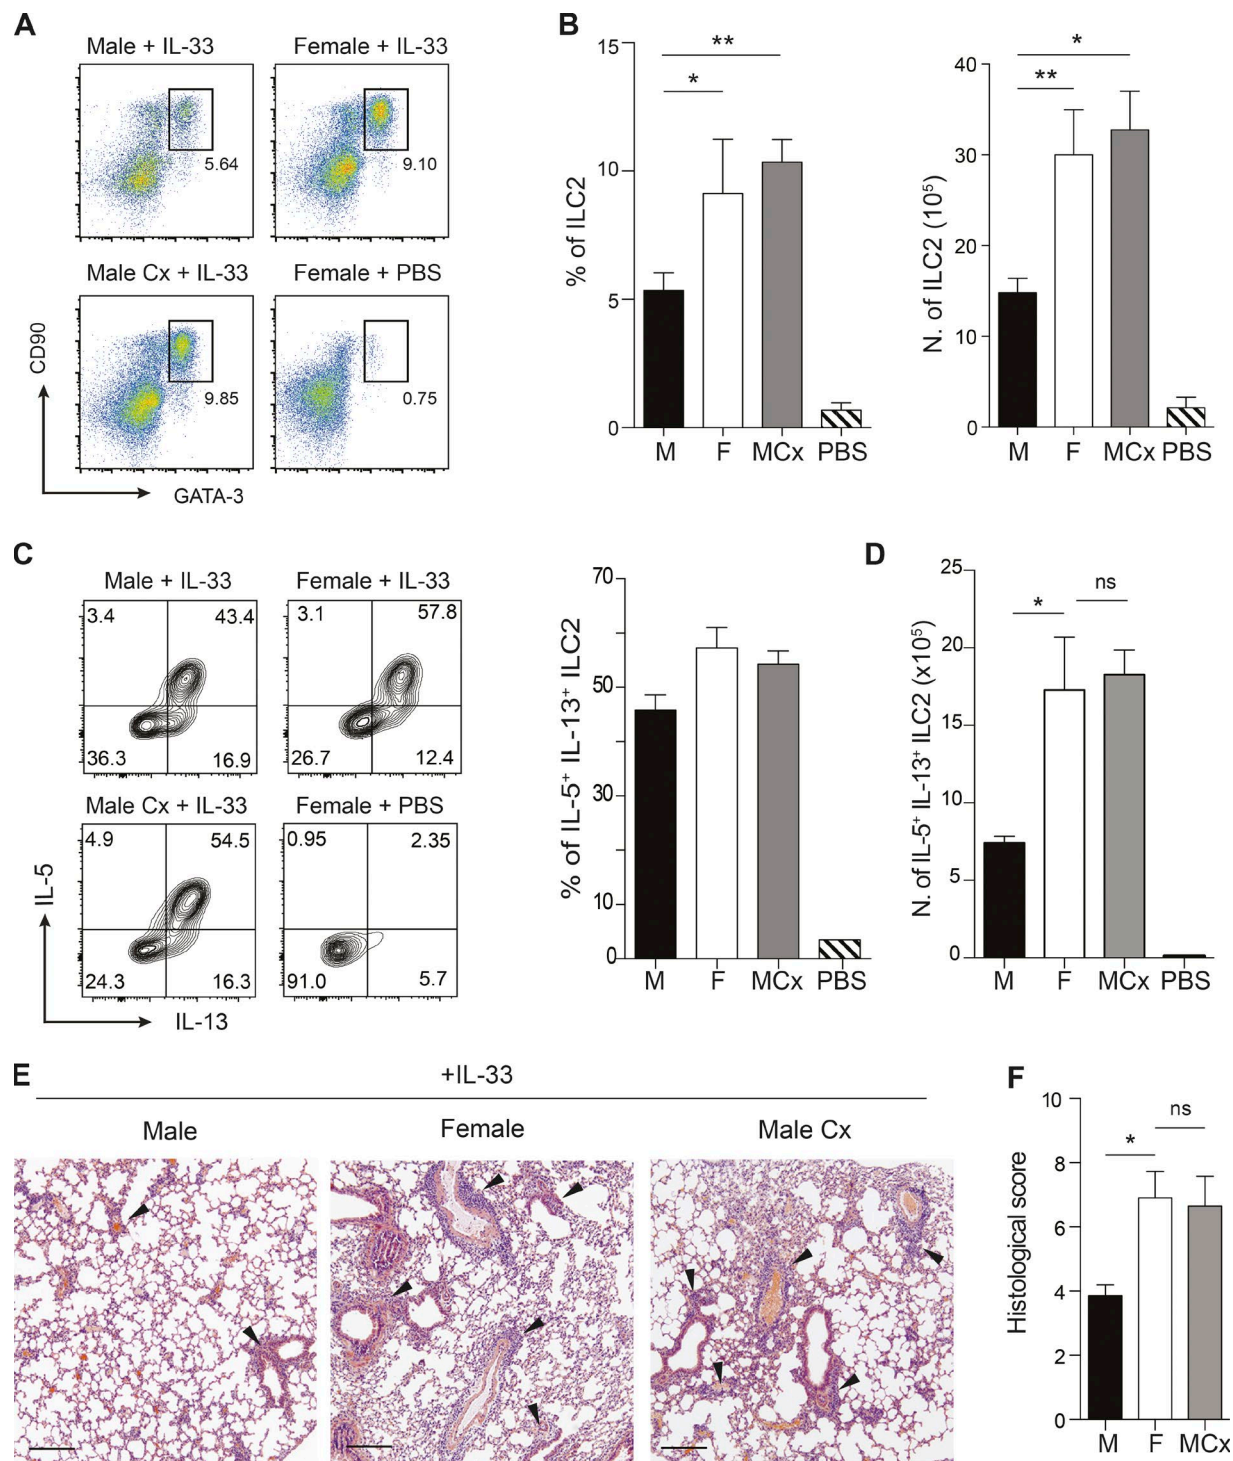 A
Male + IL-33
Female + IL-33
5.64
9.10
Male Cx + IL-33
Female + PBS
9.85
0.75
CD90
GATA-3
B
% of ILC2
15
10
5
0
**
*
M F MCx PBS
N. of ILC2 (10⁵)
40
30
20
10
0
*
**
M F MCx PBS
C
Male + IL-33
Female + IL-33
3.4 43.4
36.3 16.9
3.1 57.8
26.7 12.4
Male Cx + IL-33
Female + PBS
4.9 54.5
24.3 16.3
0.95 2.35
91.0 5.7
IL-5
IL-13
% of IL-5⁺ IL-13⁺ ILC2
70
50
30
10
0
M F MCx PBS
D
N. of IL-5⁺ IL-13⁺ ILC2 (x10⁵)
25
20
15
10
5
0
*
ns
M F MCx PBS
E
+IL-33
Male
Female
Male Cx
F
Histological score
10
8
6
4
2
0
*
ns
M F MCx